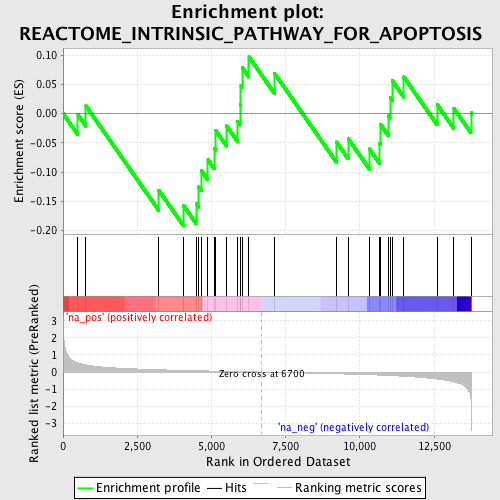 Enrichment plot:
REACTOME_INTRINSIC_PATHWAY_FOR_APOPTOSIS
Enrichment score (ES)
0.10
0.05
0.00
-0.05
-0.10
-0.15
-0.20
'na_pos' (positively correlated)
Ranked list metric (PreRanked)
3
2
1
0
-1
-2
-3
Zero cross at 6700
'na_neg' (negatively correlated)
0
2,500
5,000
7,500
10,000
12,500
Rank in Ordered Dataset
Enrichment profile
Hits
Ranking metric scores